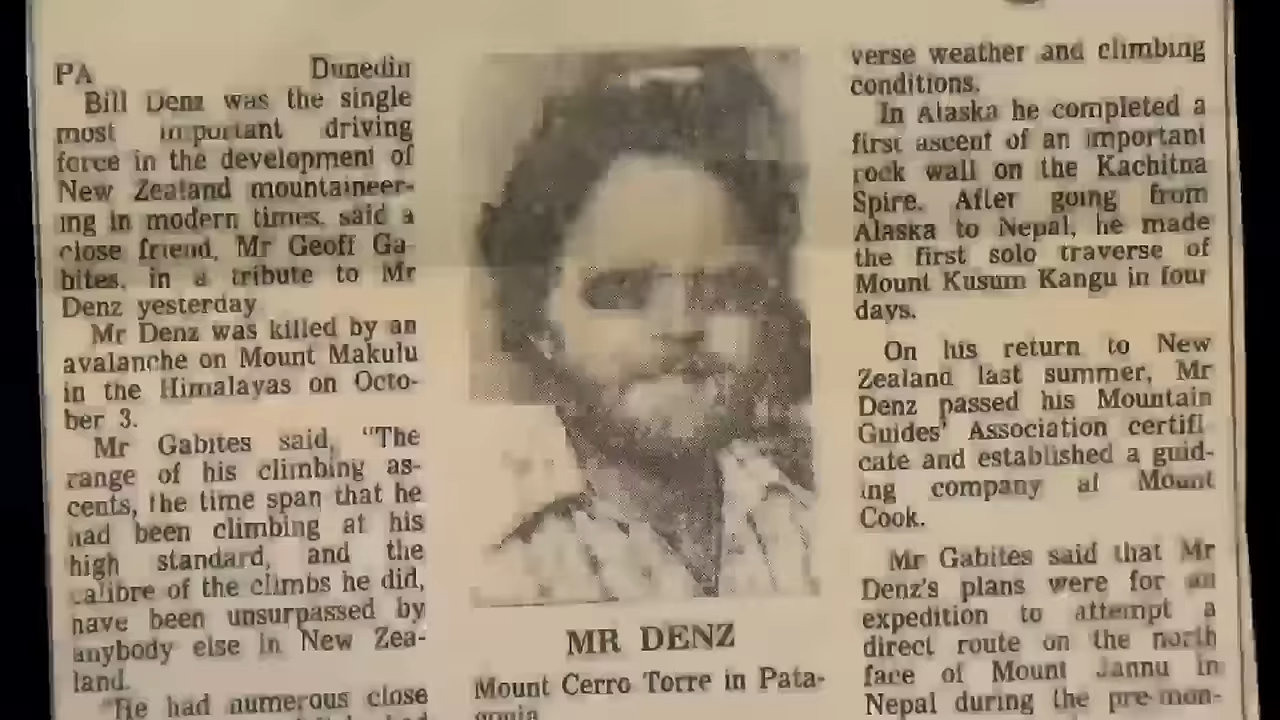 PA Dunedin
Bill Denz was the single
most important driving
force in the development of
New Zealand mountaineer-
ing in modern times, said a
close friend, Mr Geoff Ga-
bites, in a tribute to Mr
Denz yesterday
Mr Denz was killed by an
avalanche on Mount Makulu
in the Himalayas on Octo-
ber 3.
Mr Gabites said, "The
range of his climbing as-
cents, the time span that he
had been climbing at his
high standard, and the
calibre of the climbs he did,
have been unsurpassed by
anybody else in New Zea-
land.
"He had numerous close
MR DENZ
Mount Cerro Torre in Pata-
gonia
verse weather and climbing
conditions.
In Alaska he completed a
first ascent of an important
rock wall on the Kachitna
Spire. After going from
Alaska to Nepal, he made
the first solo traverse of
Mount Kusum Kangu in four
days.
On his return to New
Zealand last summer, Mr
Denz passed his Mountain
Guides' Association certifi
cate and established a guid-
ing company at Mount
Cook.
Mr Gabites said that Mr
Denz's plans were for an
expedition to attempt a
direct route on the north
face of Mount Jannu in
Nepal during the pre-mon-